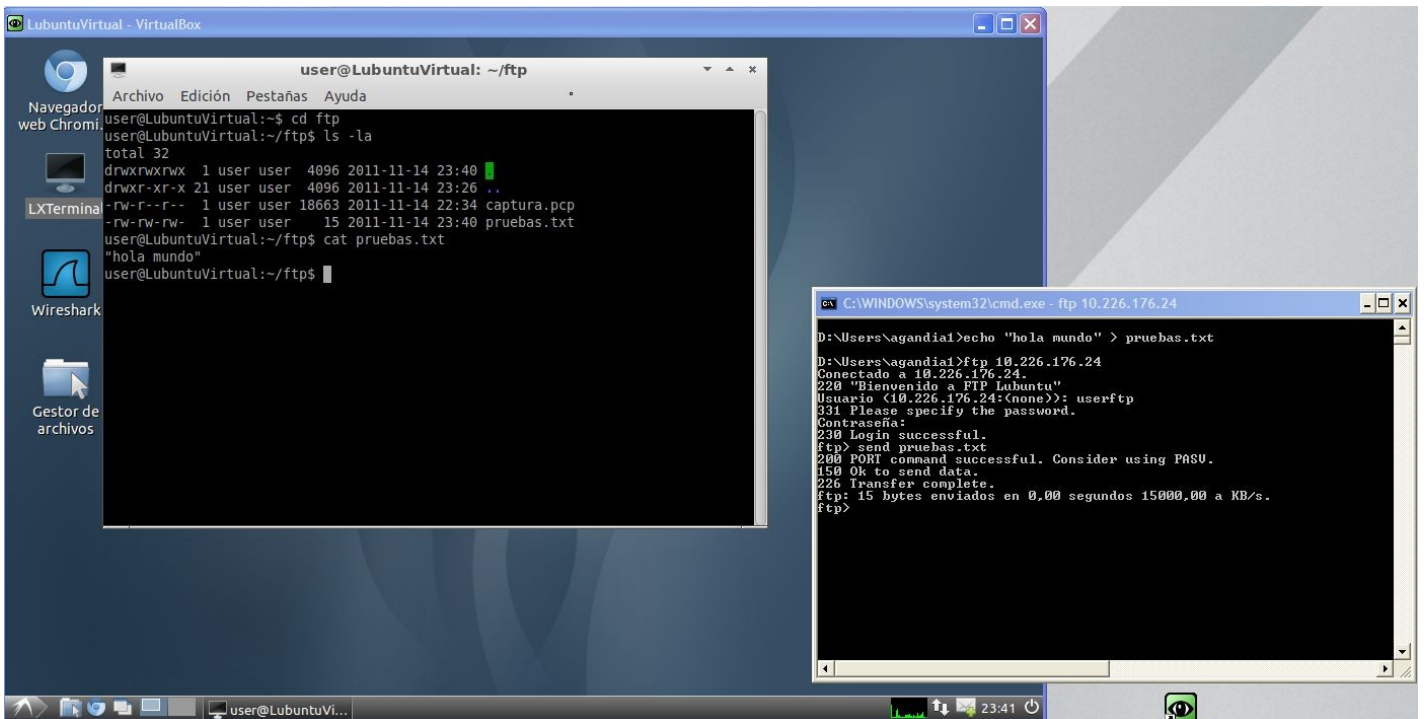 LubuntuVirtual - VirtualBox
Navegador
web Chromi.
LXTerminal
Wireshark
Gestor de
archivos
user@LubuntuVirtual: ~/ftp
Archivo Edición Pestañas Ayuda
user@LubuntuVirtual:~$ cd ftp
user@LubuntuVirtual:~/ftp$ ls -la
total 32
drwxrwxrwx 1 user user 4096 2011-11-14 23:40 .
drwxr-xr-x 21 user user 4096 2011-11-14 23:26 ..
-rw-r--r-- 1 user user 18663 2011-11-14 22:34 captura.pcp
-rw-rw-rw- 1 user user 15 2011-11-14 23:40 pruebas.txt
user@LubuntuVirtual:~/ftp$ cat pruebas.txt
"hola mundo"
user@LubuntuVirtual:~/ftp$
C:\WINDOWS\system32\cmd.exe - ftp 10.226.176.24
D:\Users\agandia1>echo "hola mundo" > pruebas.txt
D:\Users\agandia1>ftp 10.226.176.24
Conectado a 10.226.176.24.
220 "Bienvenido a FTP Lubuntu"
Usuario (10.226.176.24:(none)): userftp
331 Please specify the password.
Contraseña:
230 Login successful.
ftp> send pruebas.txt
200 PORT command successful. Consider using PASV.
150 Ok to send data.
226 Transfer complete.
ftp: 15 bytes enviados en 0,00 segundos 15000,00 a KB/s.
ftp>
user@LubuntuVi...
23:41